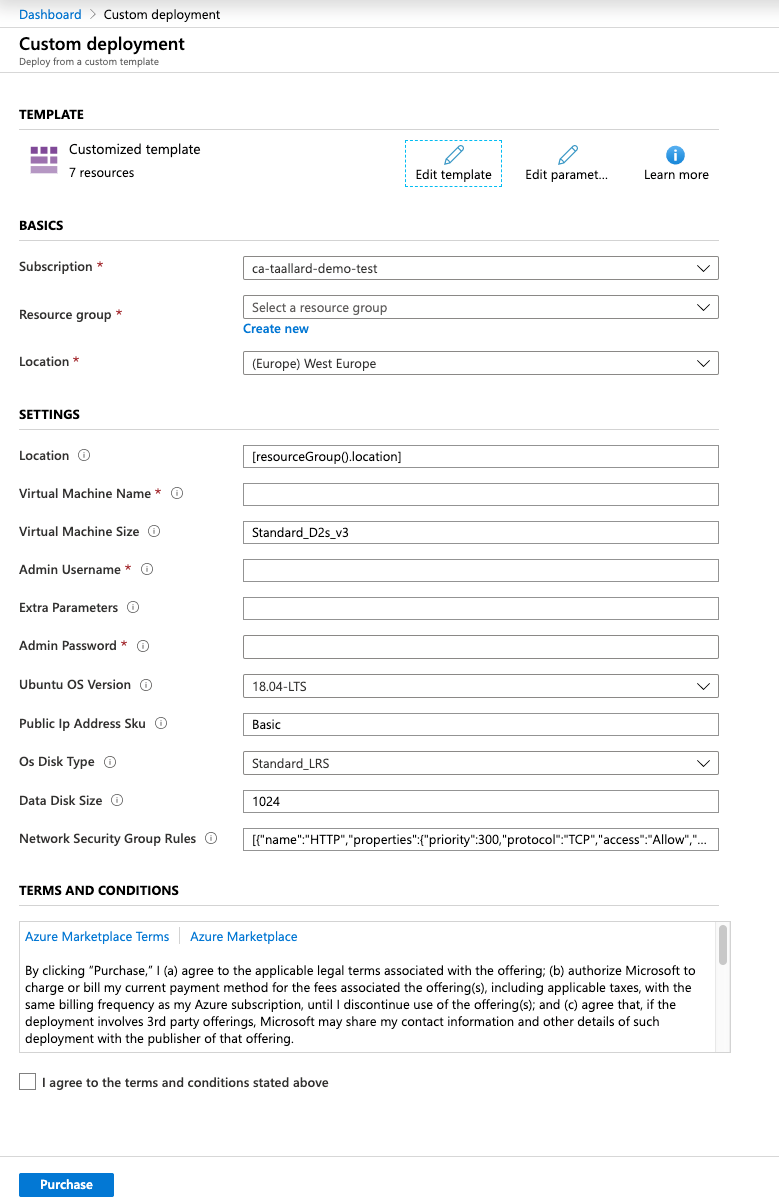 Dashboard > Custom deployment
Custom deployment
Deploy from a custom template
TEMPLATE
Customized template
7 resources
Edit template
Edit paramet...
Learn more
BASICS
Subscription * ca-taallard-demo-test
Resource group * Select a resource group
Create new
Location * (Europe) West Europe
SETTINGS
Location [resourceGroup().location]
Virtual Machine Name *
Virtual Machine Size Standard_D2s_v3
Admin Username *
Extra Parameters
Admin Password *
Ubuntu OS Version 18.04-LTS
Public Ip Address Sku Basic
Os Disk Type Standard_LRS
Data Disk Size 1024
Network Security Group Rules [{"name":"HTTP","properties":{"priority":300,"protocol":"TCP","access":"Allow","...
TERMS AND CONDITIONS
Azure Marketplace Terms | Azure Marketplace
By clicking "Purchase," I (a) agree to the applicable legal terms associated with the offering; (b) authorize Microsoft to
charge or bill my current payment method for the fees associated the offering(s), including applicable taxes, with the
same billing frequency as my Azure subscription, until I discontinue use of the offering(s); and (c) agree that, if the
deployment involves 3rd party offerings, Microsoft may share my contact information and other details of such
deployment with the publisher of that offering.
I agree to the terms and conditions stated above
Purchase